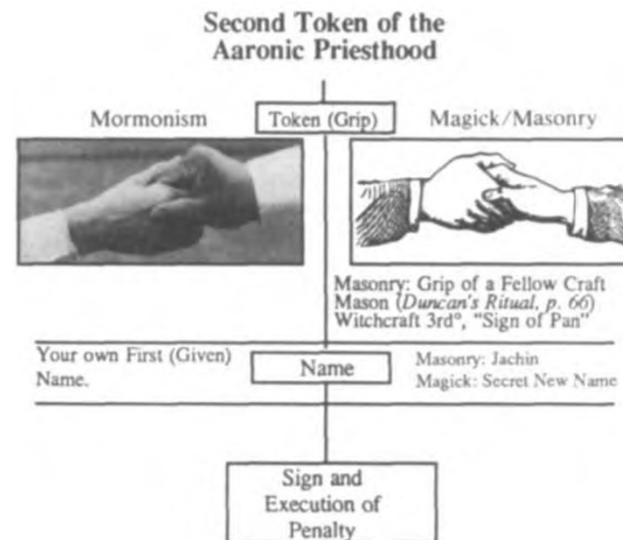 Second Token of the
Aaronic Priesthood
Mormonism
Token (Grip)
Magick/Masonry
Masonry: Grip of a Fellow Craft
Mason (Duncan's Ritual, p. 66)
Witchcraft 3rd°, "Sign of Pan"
Your own First (Given)
Name.
Name
Masonry: Jachin
Magick: Secret New Name
Sign and
Execution of
Penalty